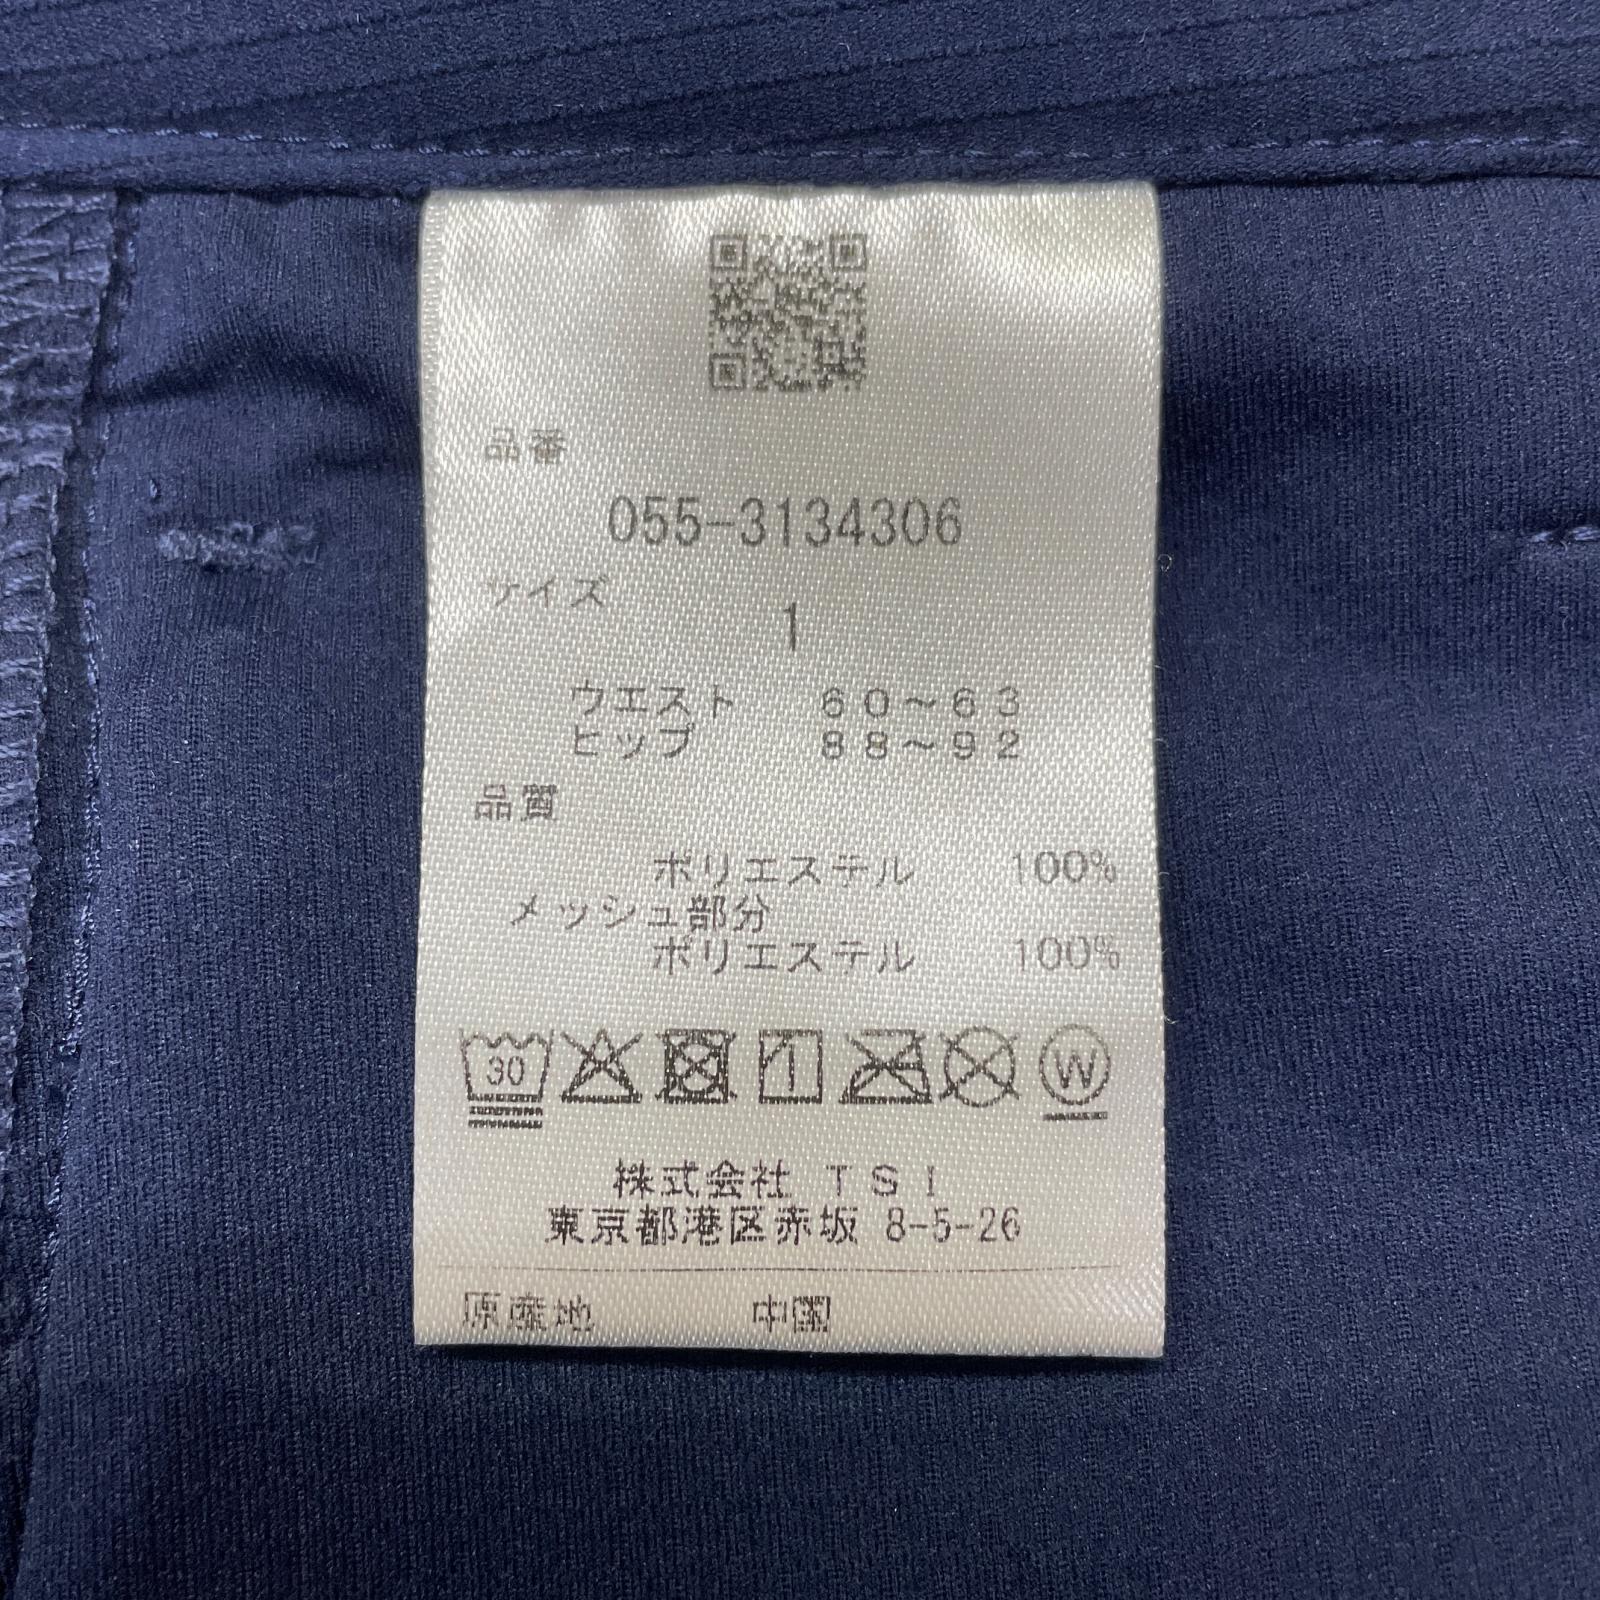 品番
055-3134306
サイズ
1
ウエスト 60～63
ヒップ 88～92
品質
ポリエステル 100%
メッシュ部分
ポリエステル 100%
30
W
株式会社 TSI
東京都港区赤坂 8-5-26
原産地 中国